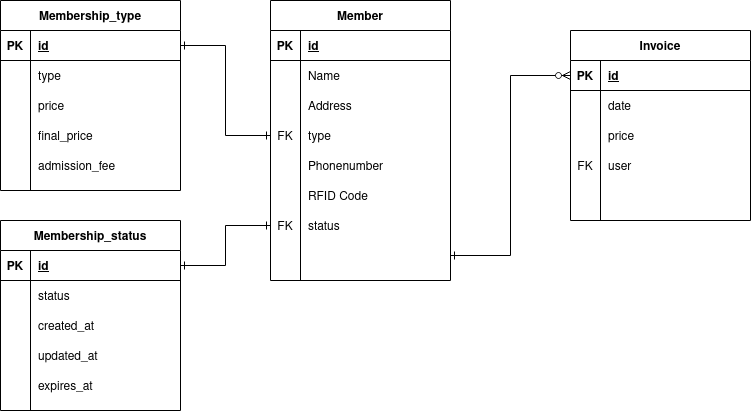 Membership_type
PK id
type
price
final_price
admission_fee
Membership_status
PK id
status
created_at
updated_at
expires_at
Member
PK id
Name
Address
FK type
Phonenumber
RFID Code
FK status
Invoice
PK id
date
price
FK user